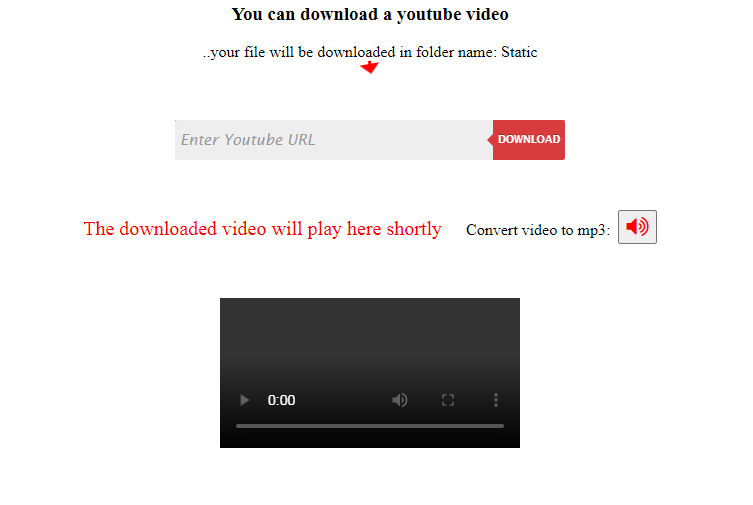 You can download a youtube video
..your file will be downloaded in folder name: Static
Enter Youtube URL
DOWNLOAD
The downloaded video will play here shortly
Convert video to mp3:
0:00